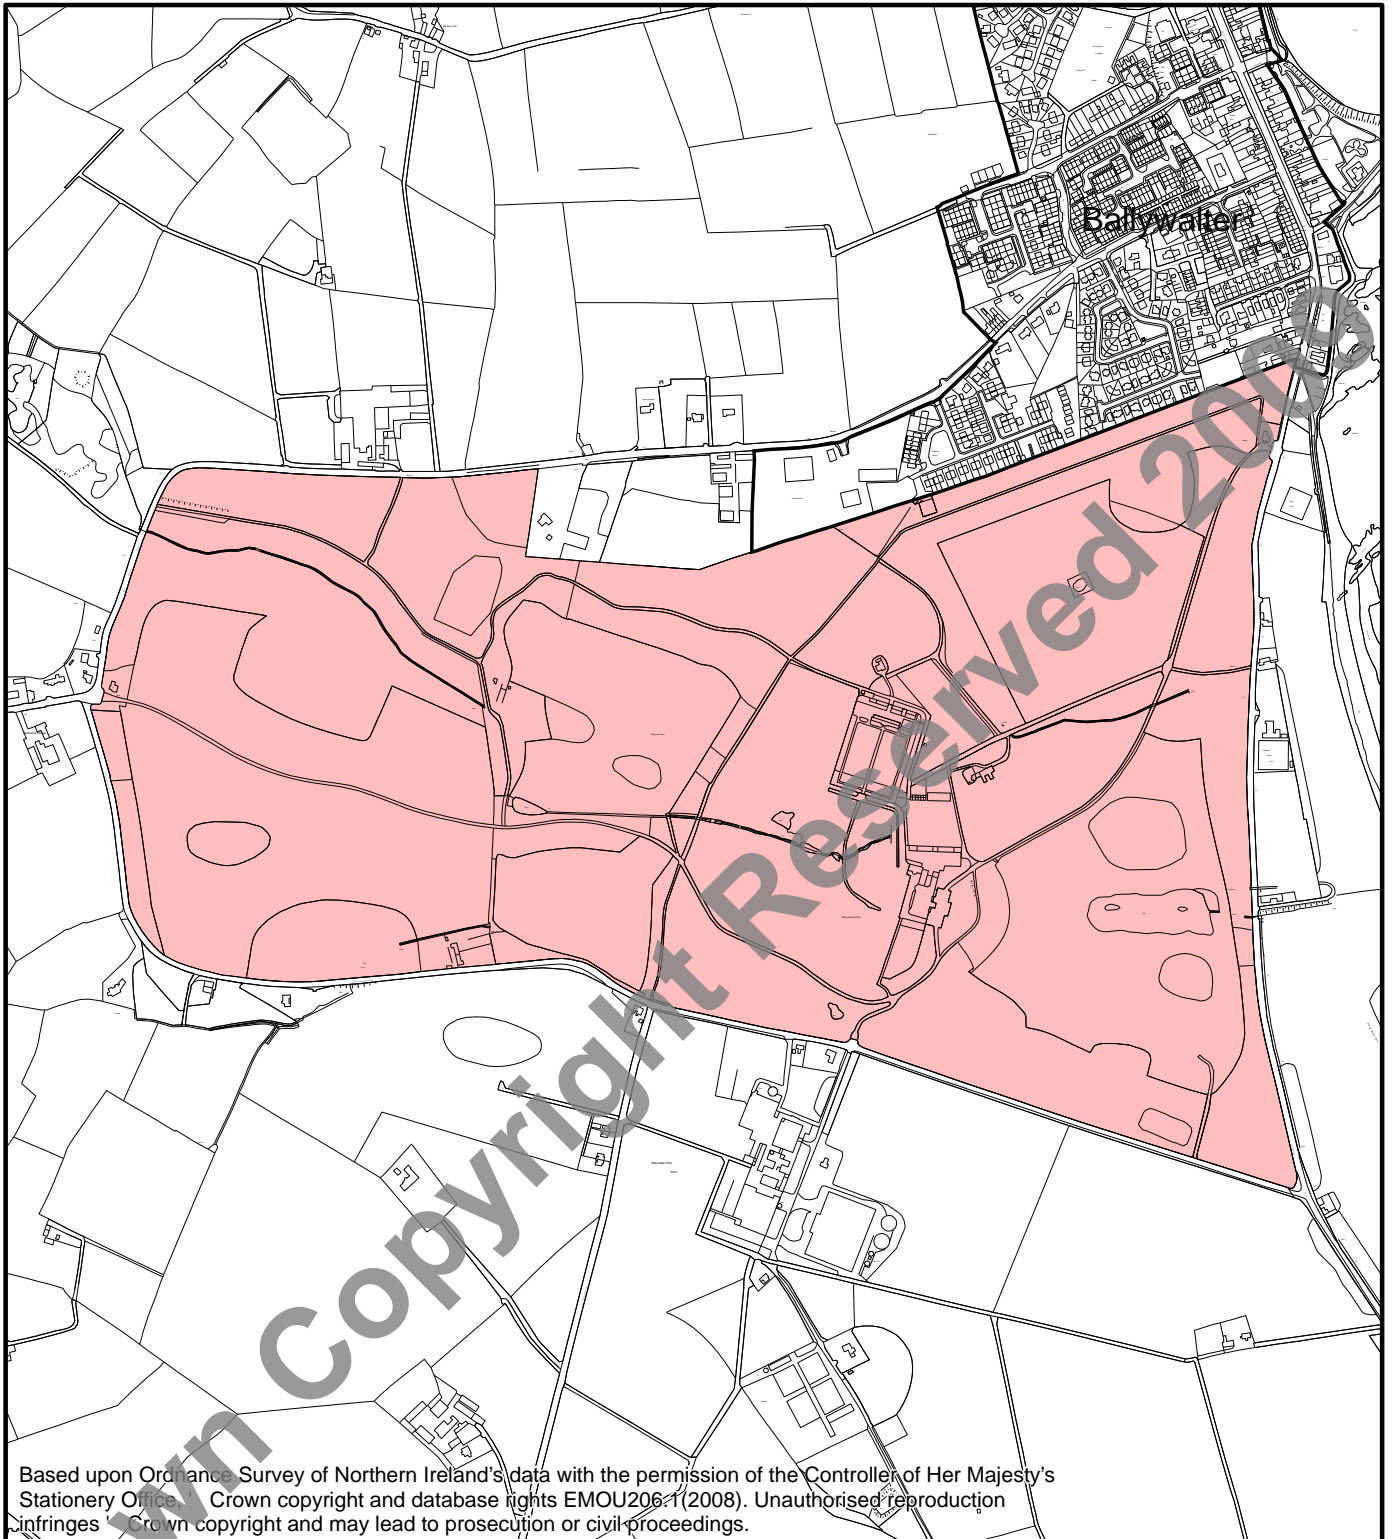 Ballywalter
wn Copyright Reserved 2009
Based upon Ordnance Survey of Northern Ireland's data with the permission of the Controller of Her Majesty's
Stationery Office, ' Crown copyright and database rights EMOU206.1(2008). Unauthorised reproduction
infringes ' Crown copyright and may lead to prosecution or civil proceedings.